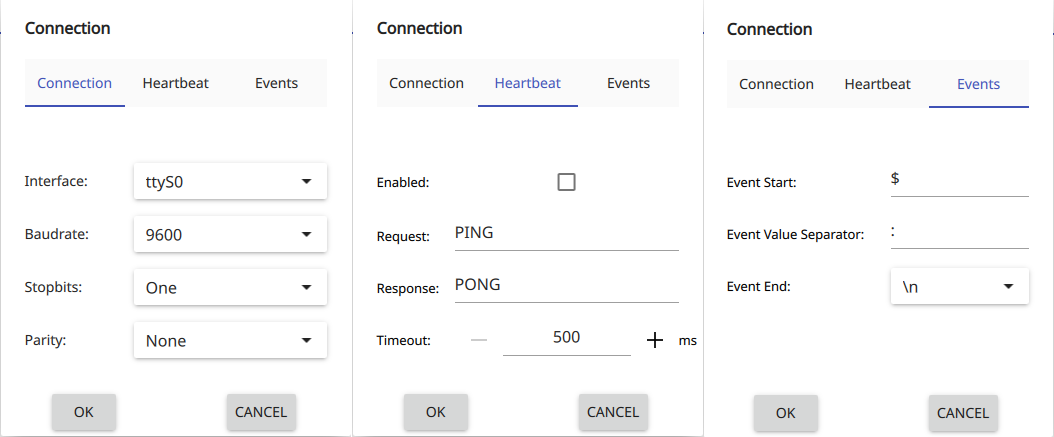 Connection
Connection Heartbeat Events
Interface: ttyS0
Baudrate: 9600
Stopbits: One
Parity: None
OK CANCEL
Connection
Connection Heartbeat Events
Enabled:
Request: PING
Response: PONG
Timeout: — 500 + ms
OK CANCEL
Connection
Connection Heartbeat Events
Event Start: $
Event Value Separator: :
Event End: \n
OK CANCEL